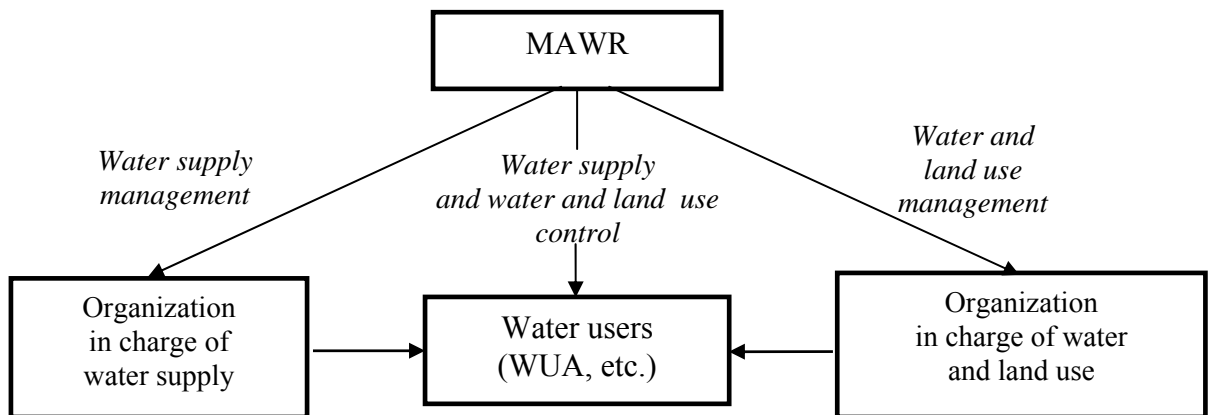 MAWR
Water supply
management
Water supply
and water and land use
control
Water and
land use
management
Organization
in charge of
water supply
Water users
(WUA, etc.)
Organization
in charge of water
and land use